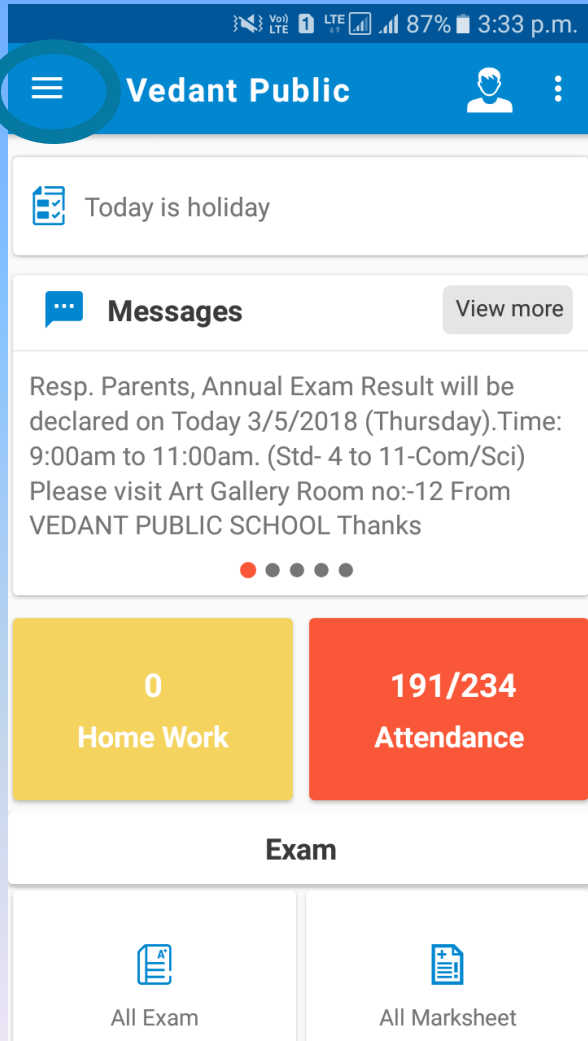 Vo)) LTE 1 LTE 87% 3:33 p.m.
Vedant Public
Today is holiday
Messages
View more
Resp. Parents, Annual Exam Result will be
declared on Today 3/5/2018 (Thursday).Time:
9:00am to 11:00am. (Std- 4 to 11-Com/Sci)
Please visit Art Gallery Room no:-12 From
VEDANT PUBLIC SCHOOL Thanks
0
Home Work
191/234
Attendance
Exam
All Exam
All Marksheet